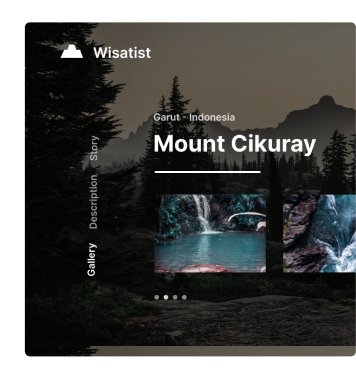 Wisatist
Garut - Indonesia
Mount Cikuray
Story
Description
Gallery